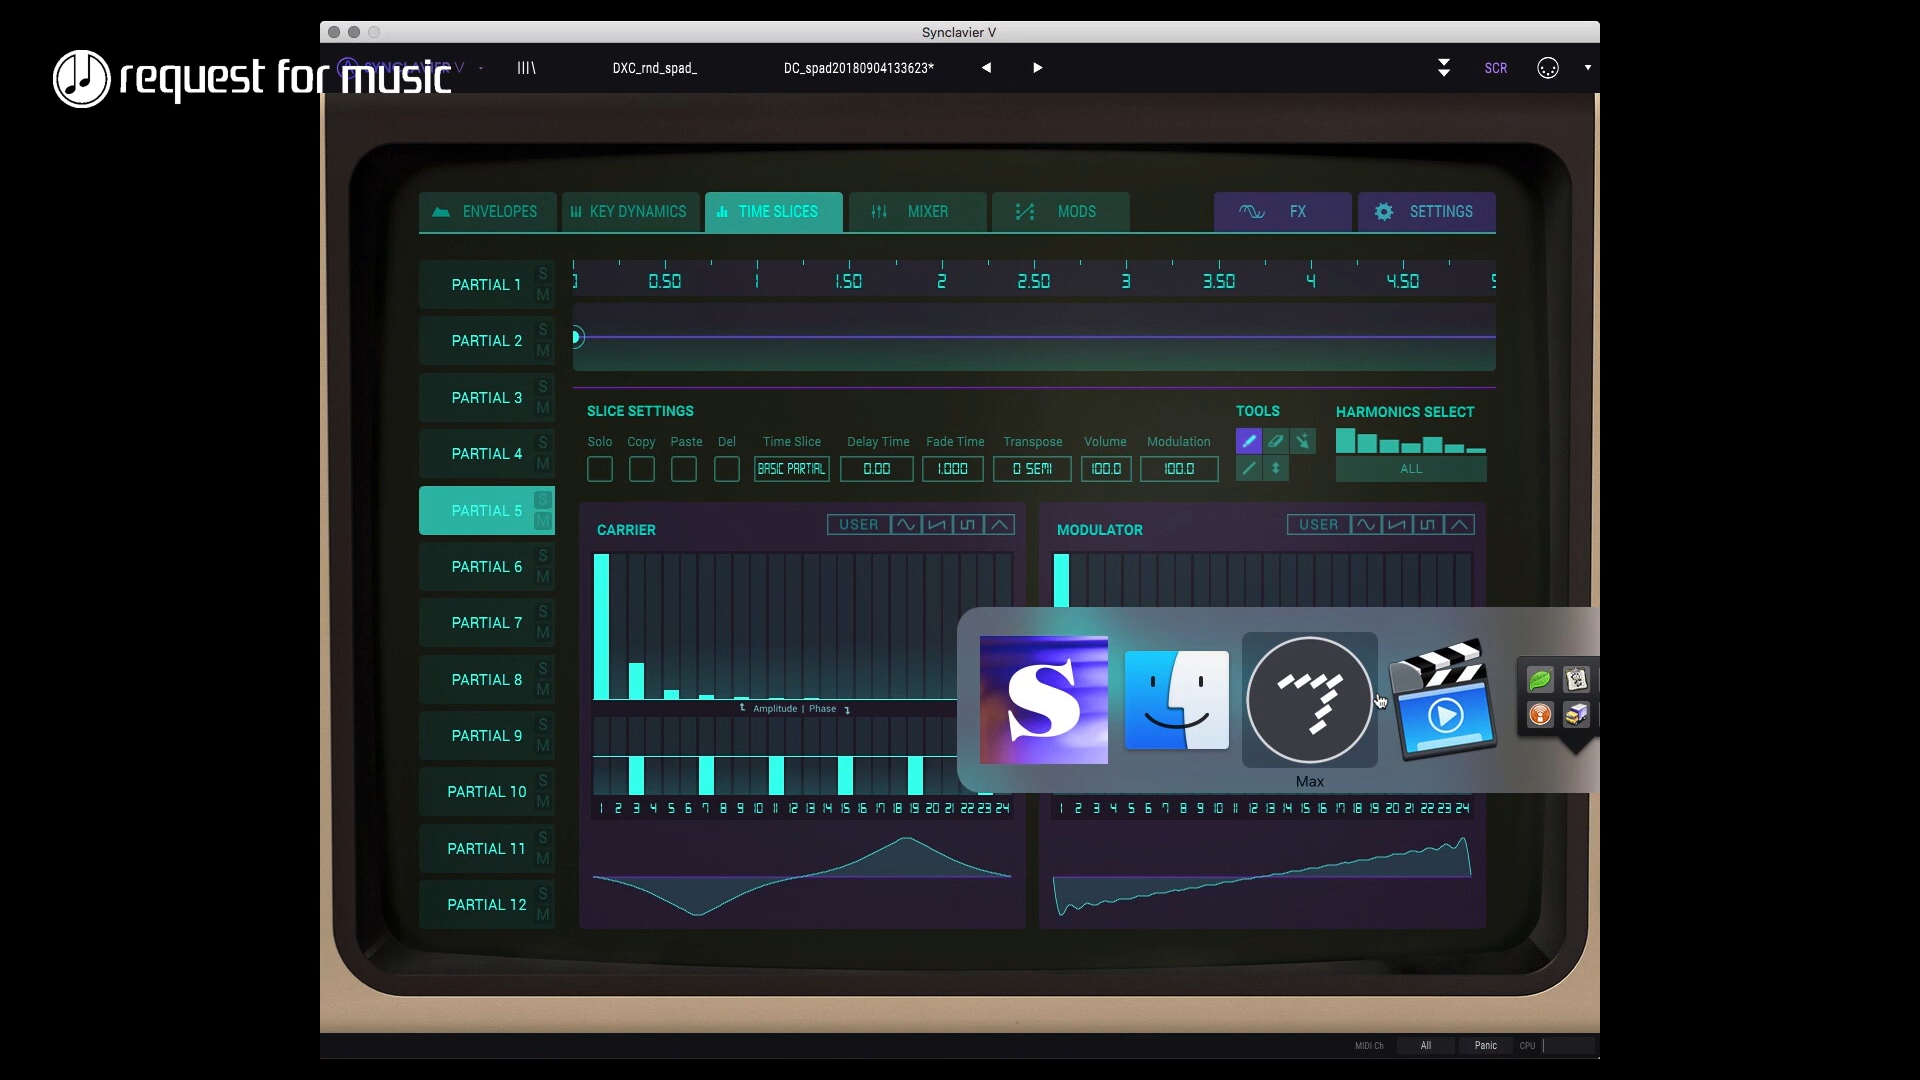 Synclavier V
request for music
SYNCLAVIER V
DXC_rnd_spad_
DC_spad20180904133623*
SCR
ENVELOPES
KEY DYNAMICS
TIME SLICES
MIXER
MODS
FX
SETTINGS
0 0.50 1 1.50 2 2.50 3 3.50 4 4.50 5
PARTIAL 1 S M
PARTIAL 2 S M
PARTIAL 3 S M
PARTIAL 4 S M
PARTIAL 5 S M
PARTIAL 6 S M
PARTIAL 7 S M
PARTIAL 8 S M
PARTIAL 9 S M
PARTIAL 10 S M
PARTIAL 11 S M
PARTIAL 12 S M
SLICE SETTINGS
TOOLS
HARMONICS SELECT
Solo Copy Paste Del Time Slice Delay Time Fade Time Transpose Volume Modulation
BASIC PARTIAL 0.00 1.000 0 SEMI 100.0 100.0
ALL
CARRIER
USER
MODULATOR
USER
Amplitude | Phase
1 2 3 4 5 6 7 8 9 10 11 12 13 14 15 16 17 18 19 20 21 22 23 24
1 2 3 4 5 6 7 8 9 10 11 12 13 14 15 16 17 18 19 20 21 22 23 24
S
Max
MIDI Ch All Panic CPU